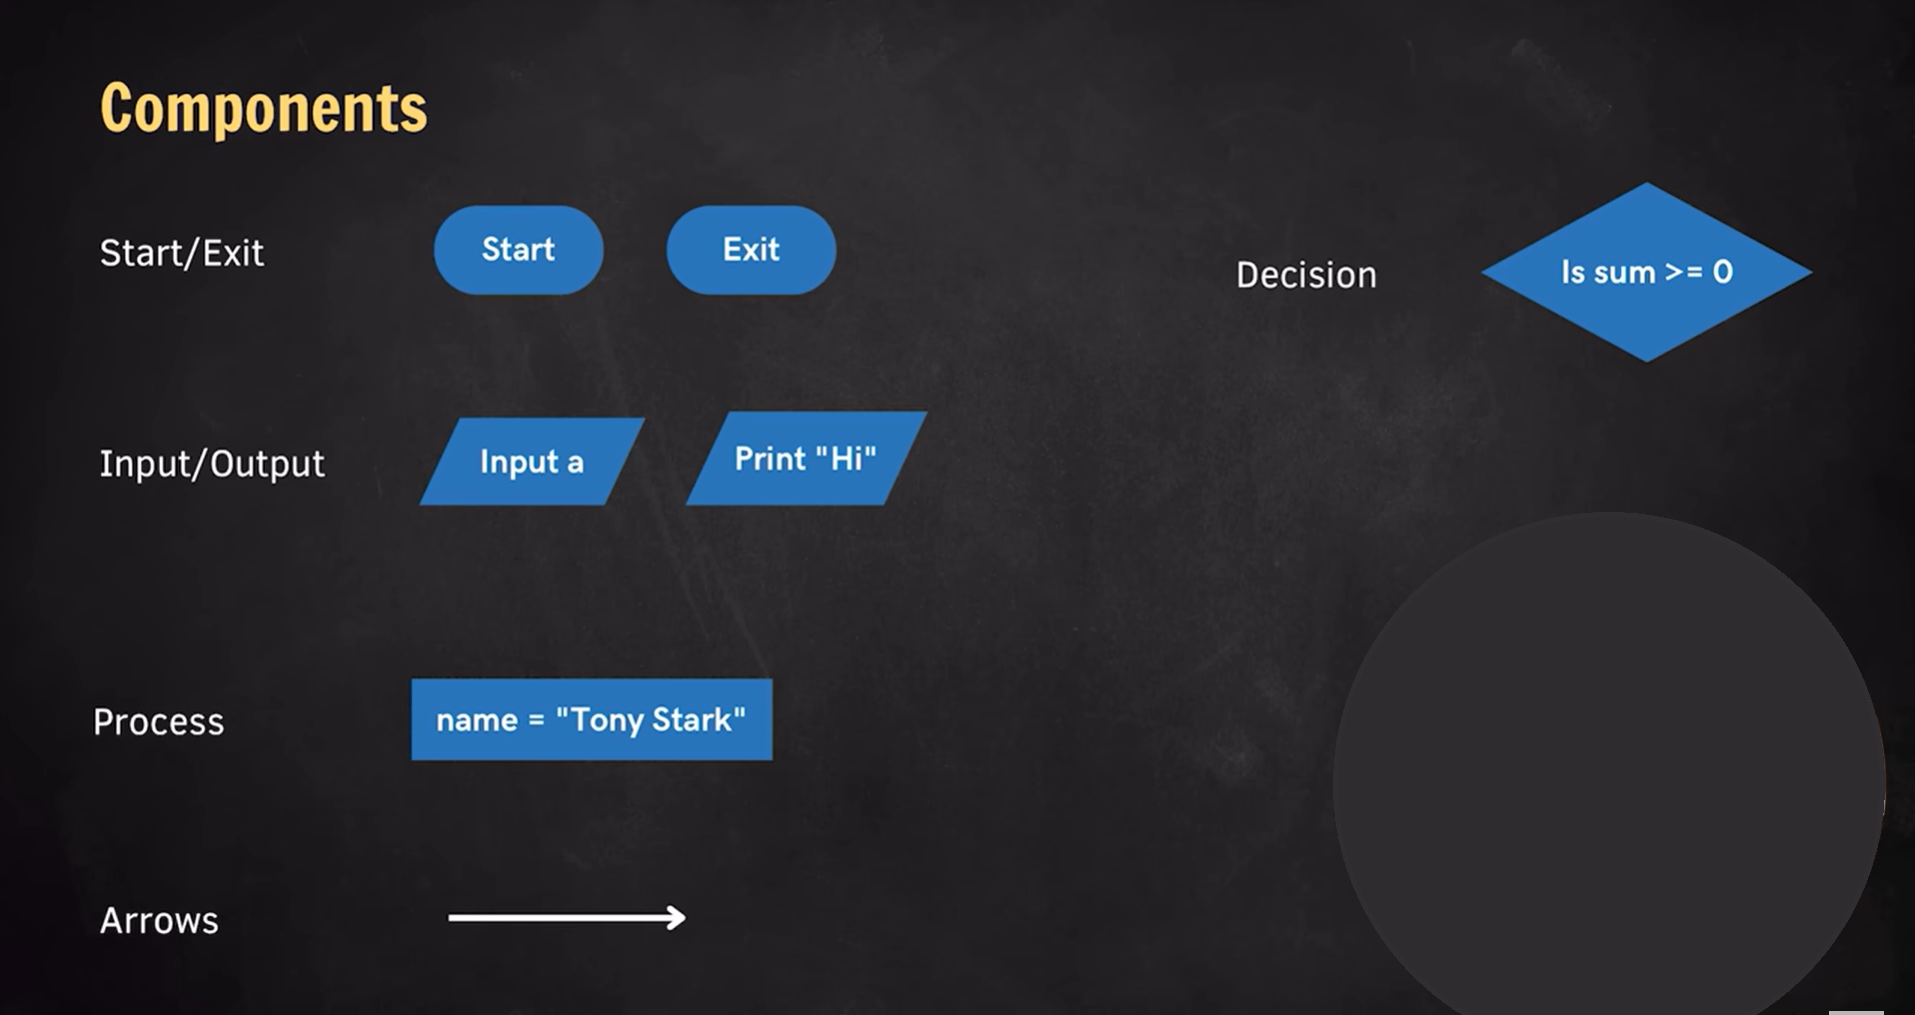 Components
Start/Exit
Start
Exit
Decision
Is sum >= 0
Input/Output
Input a
Print "Hi"
Process
name = "Tony Stark"
Arrows